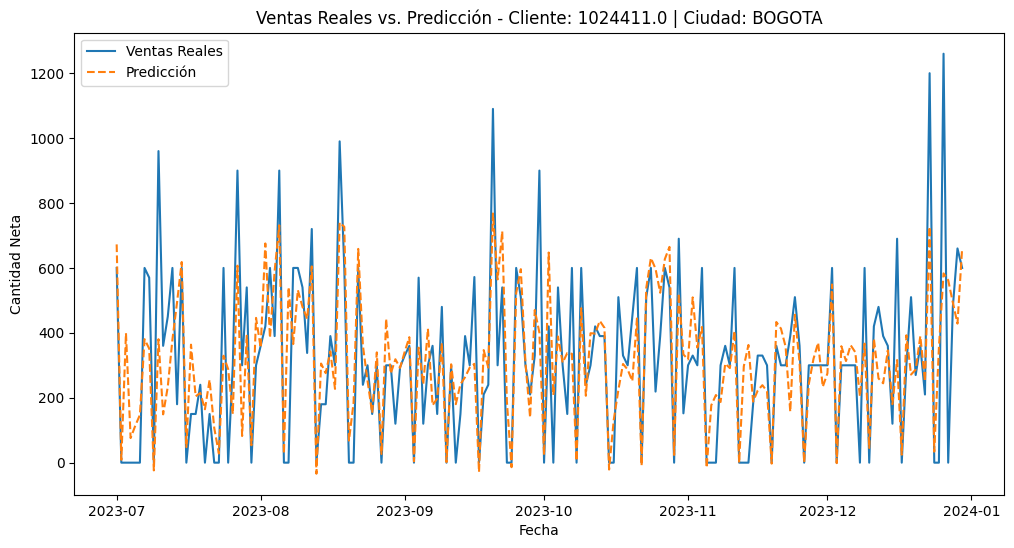 Ventas Reales vs. Predicción - Cliente: 1024411.0 | Ciudad: BOGOTA
Ventas Reales
Predicción
Cantidad Neta
1200
1000
800
600
400
200
0
2023-07
2023-08
2023-09
2023-10
2023-11
2023-12
2024-01
Fecha